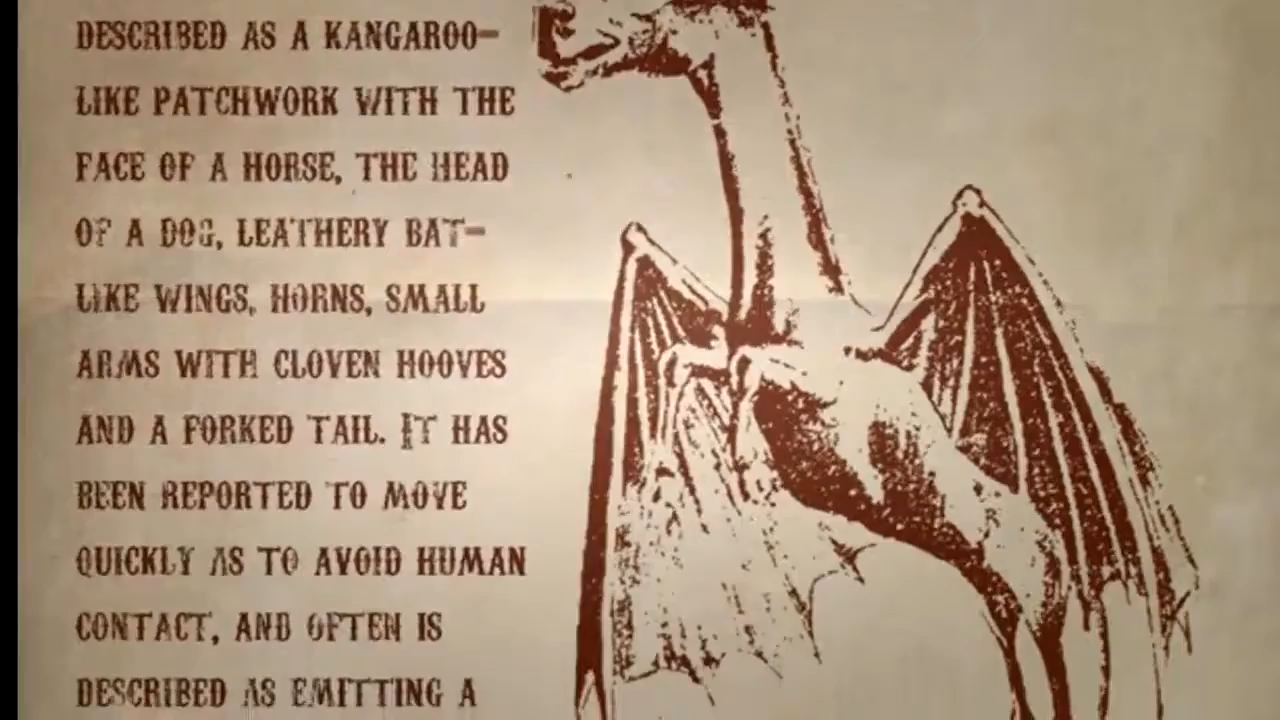 DESCRIBED AS A KANGAROO-
LIKE PATCHWORK WITH THE
FACE OF A HORSE, THE HEAD
OF A DOG, LEATHERY BAT-
LIKE WINGS, HORNS, SMALL
ARMS WITH CLOVEN HOOVES
AND A FORKED TAIL. IT HAS
BEEN REPORTED TO MOVE
QUICKLY AS TO AVOID HUMAN
CONTACT, AND OFTEN IS
DESCRIBED AS EMITTING A